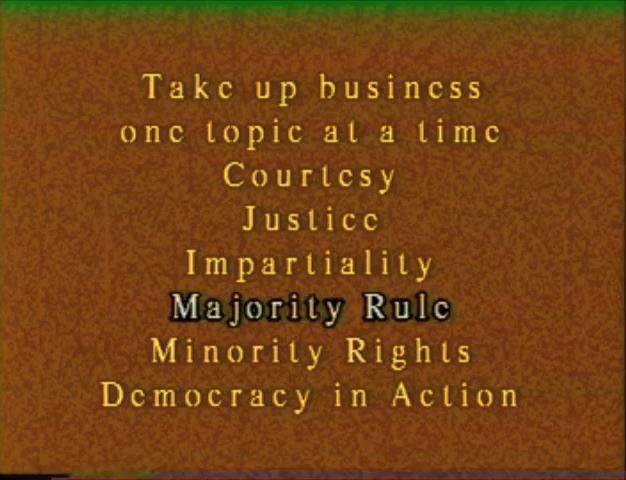 Take up business
one topic at a time
Courtesy
Justice
Impartiality
Majority Rule
Minority Rights
Democracy in Action